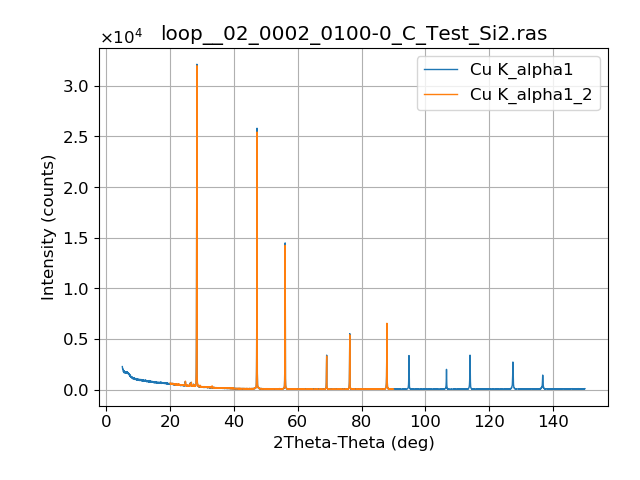 ×10⁴ loop__02_0002_0100-0_C_Test_Si2.ras
Cu K_alpha1
Cu K_alpha1_2
3.0
2.5
2.0
1.5
1.0
0.5
0.0
Intensity (counts)
0 20 40 60 80 100 120 140
2Theta-Theta (deg)